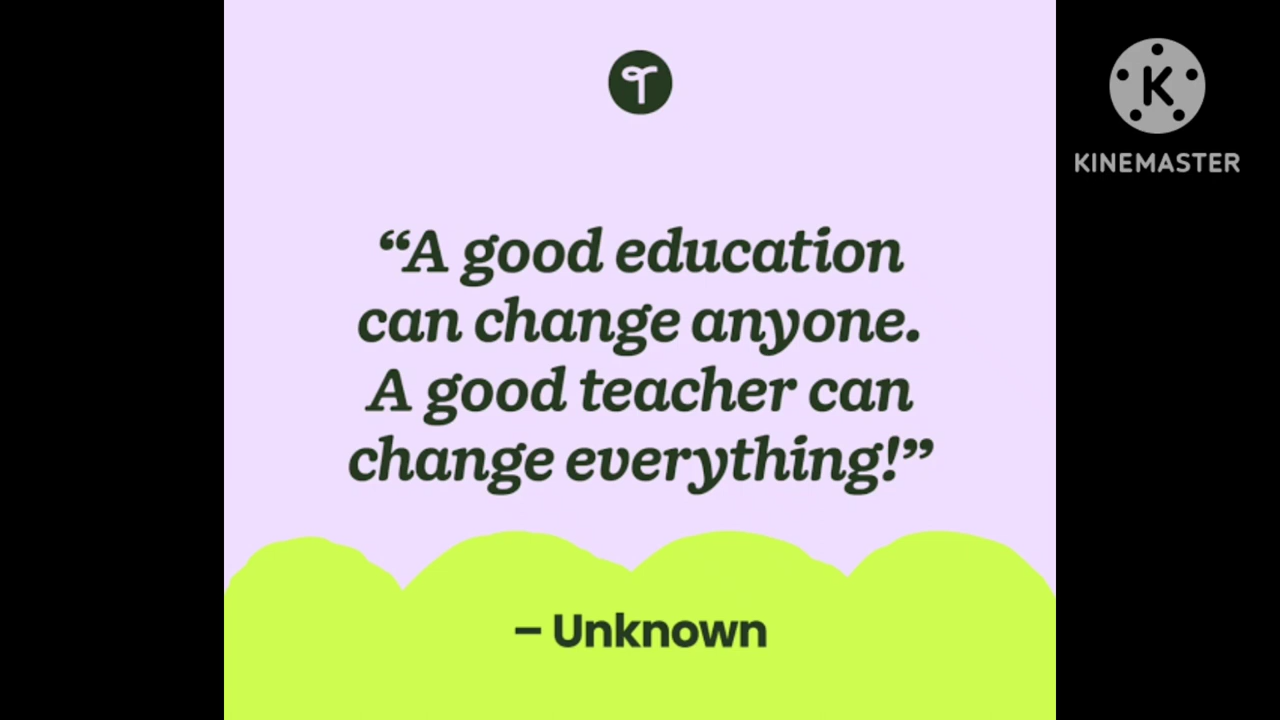 KINEMASTER
“A good education
can change anyone.
A good teacher can
change everything!”
– Unknown